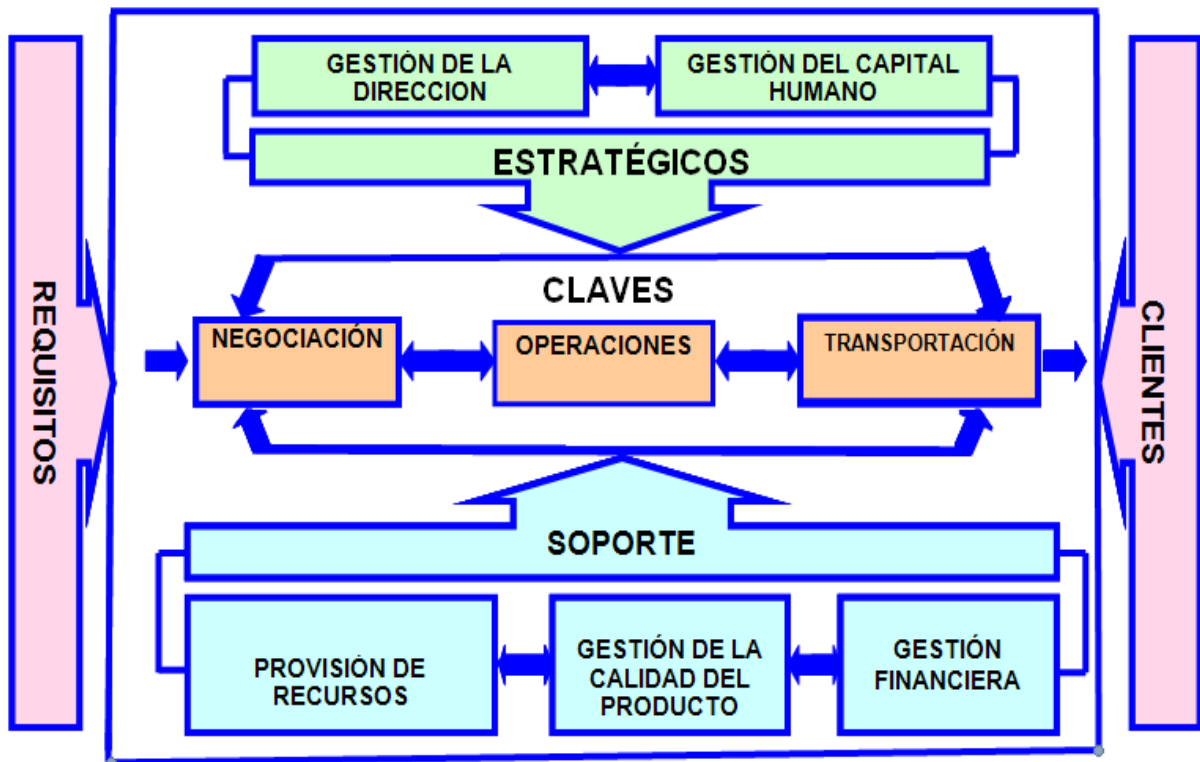 GESTIÓN DE LA
DIRECCION
GESTIÓN DEL CAPITAL
HUMANO
ESTRATÉGICOS
REQUISITOS
CLAVES
NEGOCIACIÓN
OPERACIONES
TRANSPORTACIÓN
CLIENTES
SOPORTE
PROVISIÓN DE
RECURSOS
GESTIÓN DE LA
CALIDAD DEL
PRODUCTO
GESTIÓN
FINANCIERA